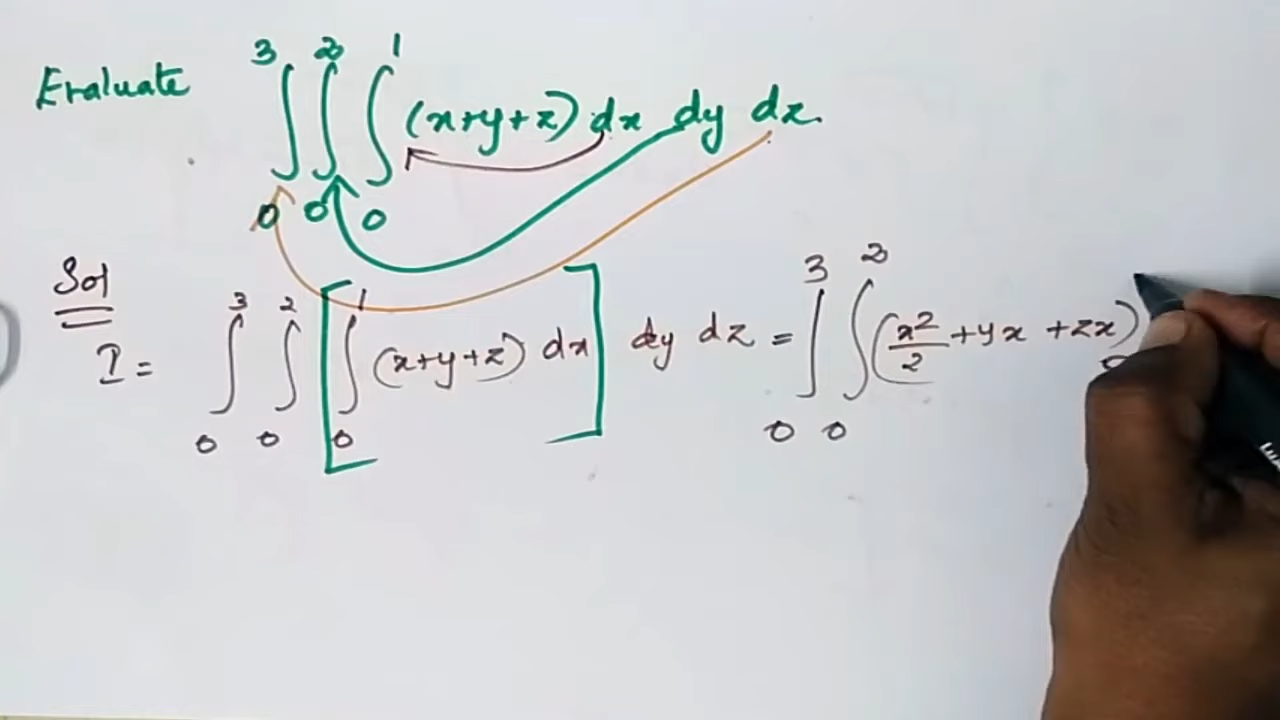 Evaluate ∫₀³ ∫₀² ∫₀¹ (x+y+z) dx dy dz.
Sol
I = ∫₀³ ∫₀² [ ∫₀¹ (x+y+z) dx ] dy dz = ∫₀³ ∫₀² (x²/2 + yx + zx)₀